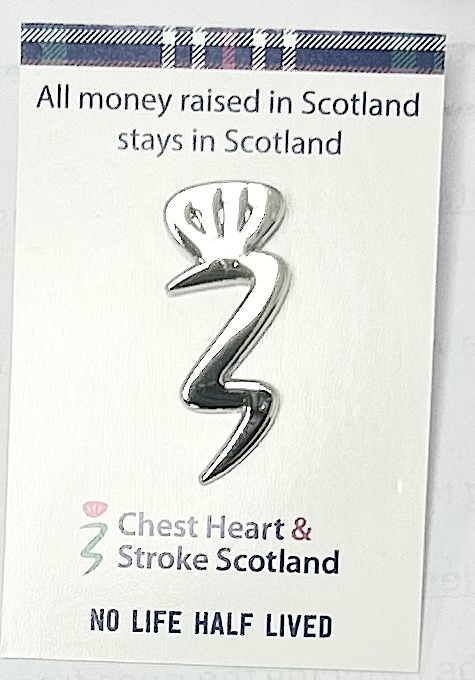 All money raised in Scotland
stays in Scotland
Chest Heart &
Stroke Scotland
NO LIFE HALF LIVED